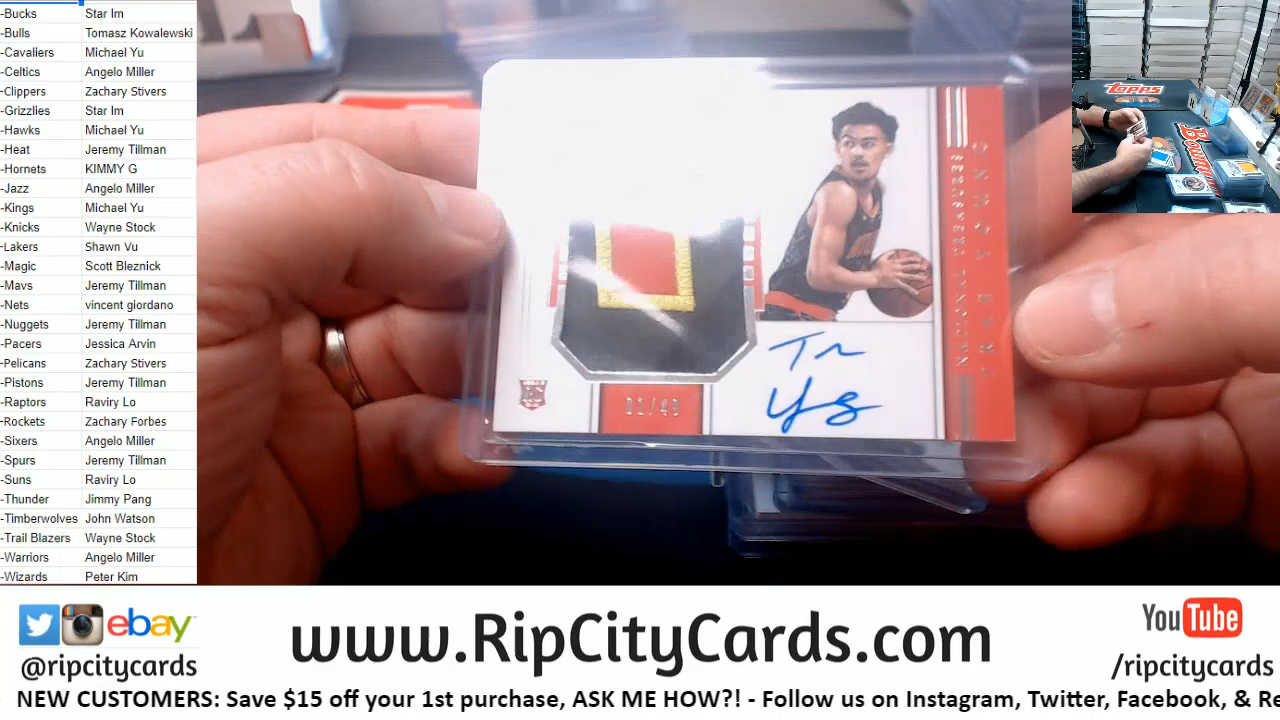 -Bucks Star Im
-Bulls Tomasz Kowalewski
-Cavaliers Michael Yu
-Celtics Angelo Miller
-Clippers Zachary Stivers
-Grizzlies Star Im
-Hawks Michael Yu
-Heat Jeremy Tillman
-Hornets KIMMY G
-Jazz Angelo Miller
-Kings Michael Yu
-Knicks Wayne Stock
-Lakers Shawn Vu
-Magic Scott Bleznick
-Mavs Jeremy Tillman
-Nets vincent giordano
-Nuggets Jeremy Tillman
-Pacers Jessica Arvin
-Pelicans Zachary Stivers
-Pistons Jeremy Tillman
-Raptors Raviry Lo
-Rockets Zachary Forbes
-Sixers Angelo Miller
-Spurs Jeremy Tillman
-Suns Raviry Lo
-Thunder Jimmy Pang
-Timberwolves John Watson
-Trail Blazers Wayne Stock
-Warriors Angelo Miller
-Wizards Peter Kim
NATIONAL TREASURES
TRAE YOUNG
topps
Bowman
ebay
@ripcitycards
www.RipCityCards.com
YouTube
/ripcitycards
NEW CUSTOMERS: Save $15 off your 1st purchase, ASK ME HOW?! - Follow us on Instagram, Twitter, Facebook, & Re